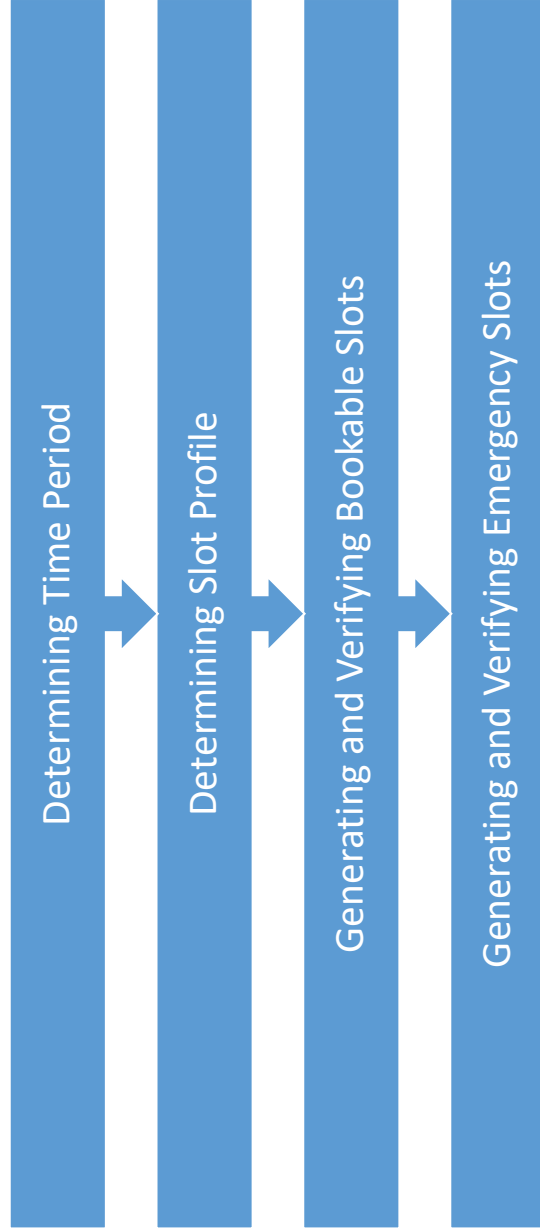 Determining Time Period
Determining Slot Profile
Generating and Verifying Bookable Slots
Generating and Verifying Emergency Slots